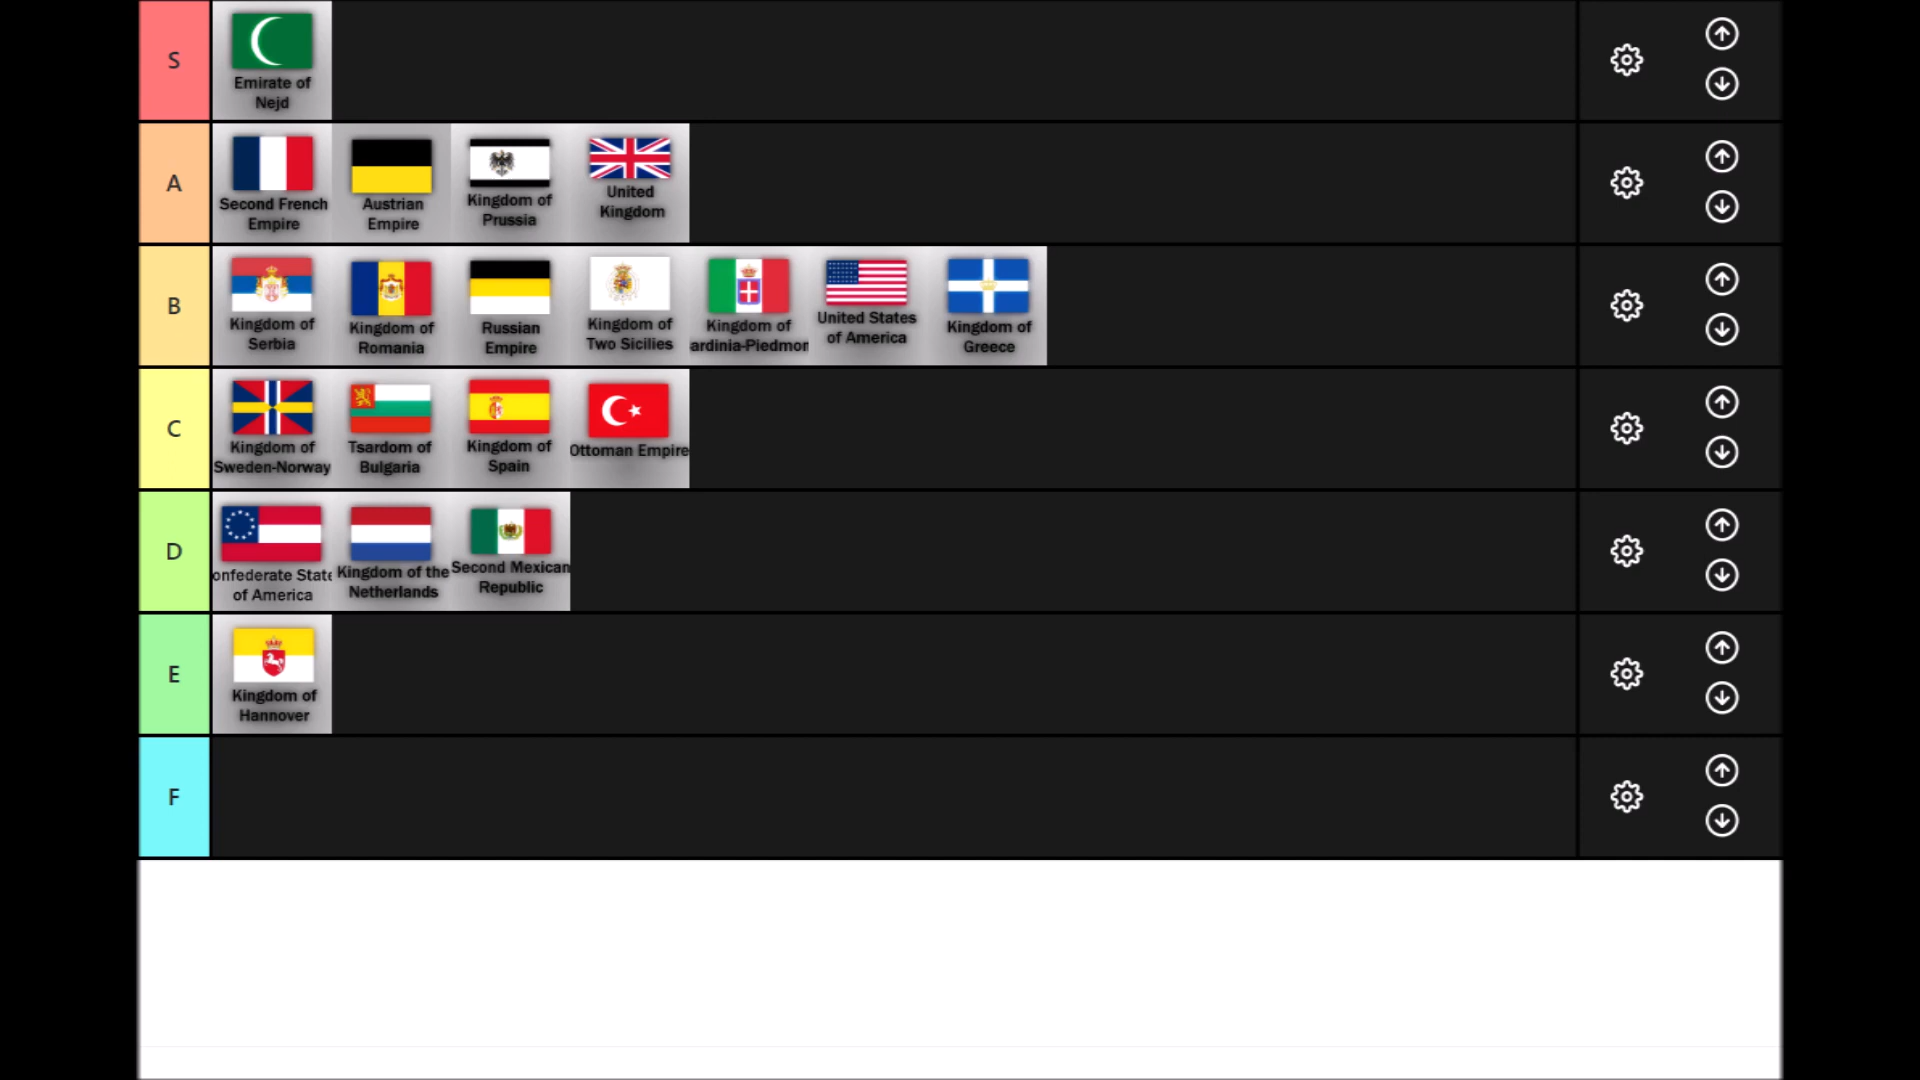 S
Emirate of
Nejd
A
Second French
Empire
Austrian
Empire
Kingdom of
Prussia
United
Kingdom
B
Kingdom of
Serbia
Kingdom of
Romania
Russian
Empire
Kingdom of
Two Sicilies
Kingdom of
ardinia-Piedmor
United States
of America
Kingdom of
Greece
C
Kingdom of
Sweden-Norway
Tsardom of
Bulgaria
Kingdom of
Spain
Ottoman Empire
D
onfederate State
of America
Kingdom of the
Netherlands
Second Mexican
Republic
E
Kingdom of
Hannover
F